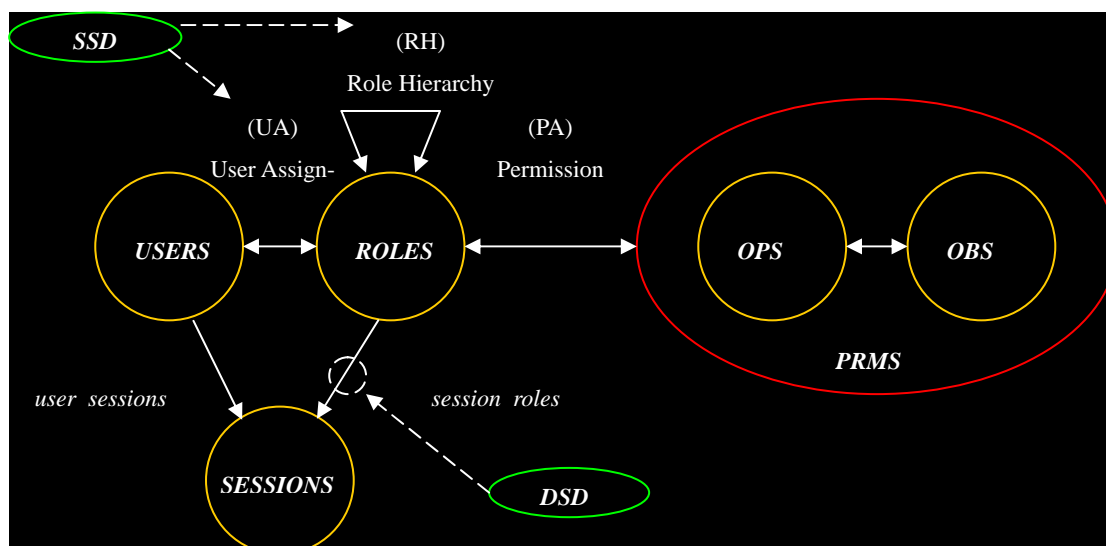 SSD
(RH)
Role Hierarchy
(UA)
User Assign-
(PA)
Permission
USERS
ROLES
OPS
OBS
PRMS
user sessions
session roles
SESSIONS
DSD